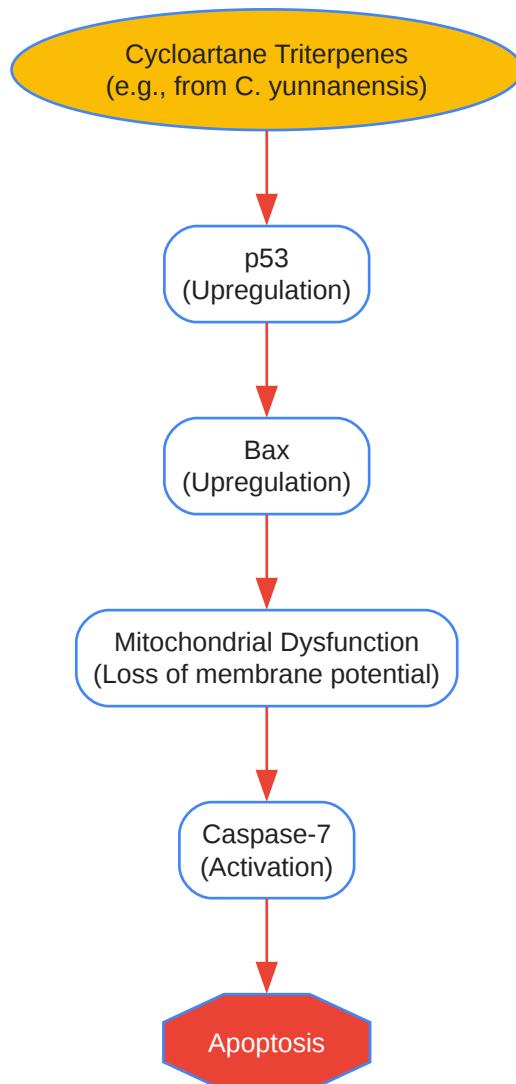 Cycloartane Triterpenes
(e.g., from C. yunnanensis)
p53
(Upregulation)
Bax
(Upregulation)
Mitochondrial Dysfunction
(Loss of membrane potential)
Caspase-7
(Activation)
Apoptosis